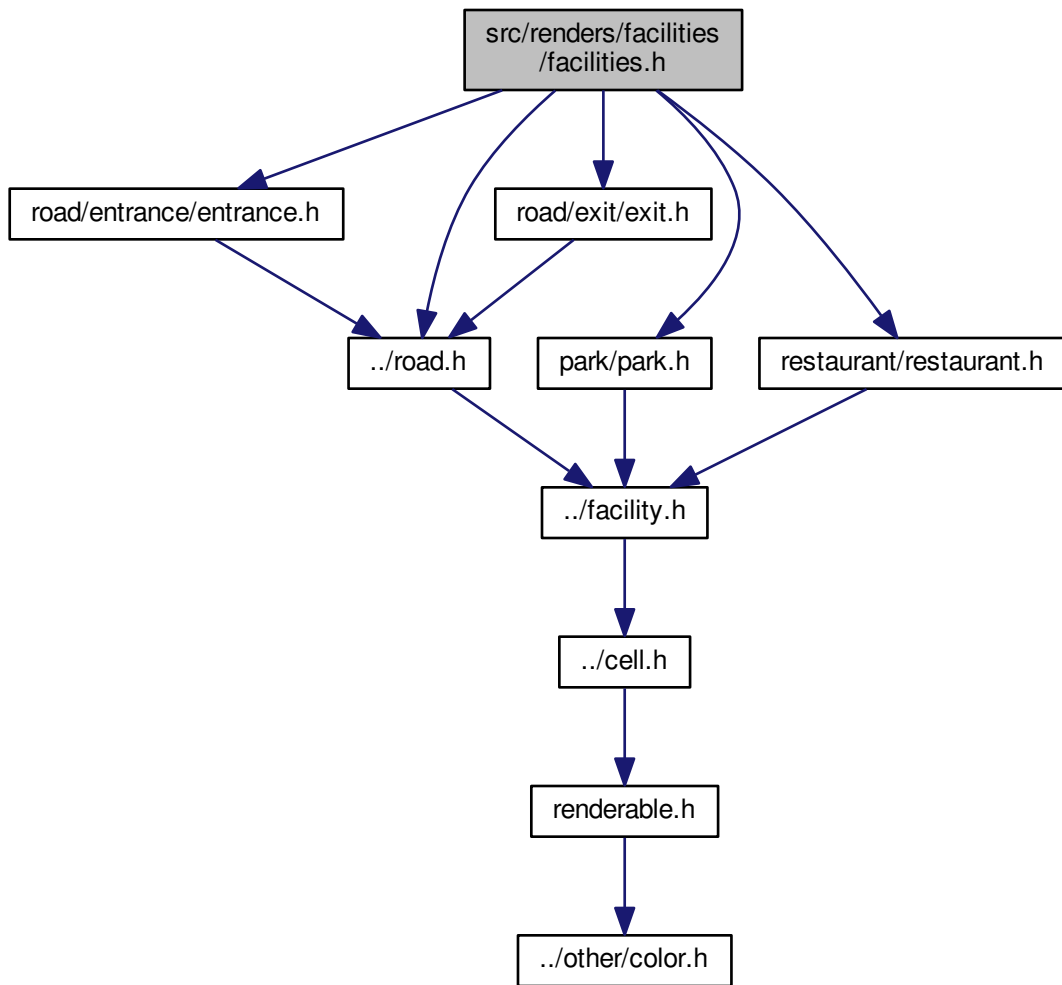 src/renders/facilities
/facilities.h
road/entrance/entrance.h
road/exit/exit.h
../road.h
park/park.h
restaurant/restaurant.h
../facility.h
../cell.h
renderable.h
../other/color.h